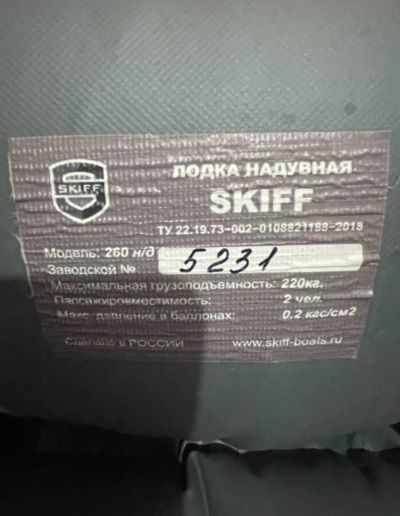 SKIFF
ЛОДКА НАДУВНАЯ
SKIFF
ТУ 22.19.73-002-0108821188-2018
Модель: 260 н/д
Заводской № 5231
Максимальная грузоподъемность: 220кг.
Пассажировместимость: 2 чел.
Макс. давление в баллонах: 0,2 кгс/см2
Сделано в РОССИИ www.skiff-boats.ru